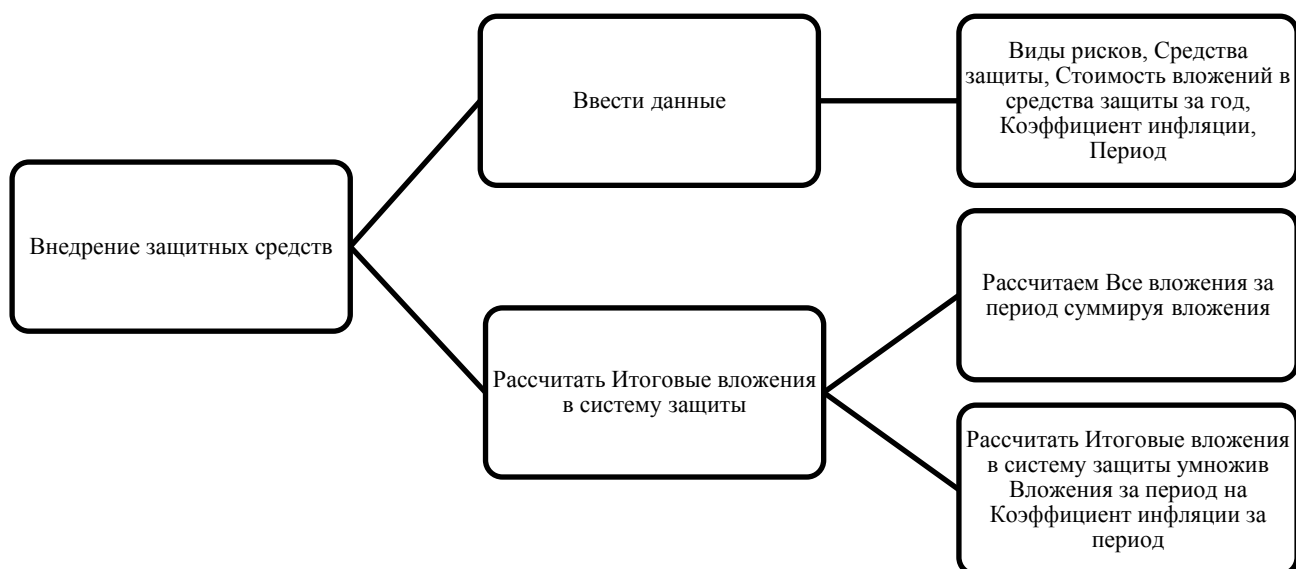 Внедрение защитных средств
Ввести данные
Виды рисков, Средства
защиты, Стоимость вложений в
средства защиты за год,
Коэффициент инфляции,
Период
Рассчитать Итоговые вложения
в систему защиты
Рассчитаем Все вложения за
период суммируя вложения
Рассчитать Итоговые вложения
в систему защиты умножив
Вложения за период на
Коэффициент инфляции за
период